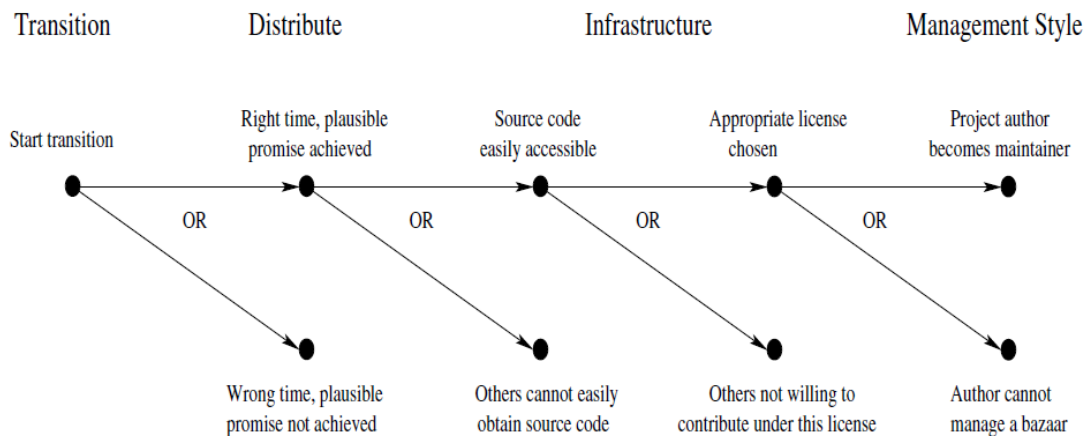 Transition
Distribute
Infrastructure
Management Style
Start transition
Right time, plausible
promise achieved
Source code
easily accessible
Appropriate license
chosen
Project author
becomes maintainer
OR
OR
OR
OR
Wrong time, plausible
promise not achieved
Others cannot easily
obtain source code
Others not willing to
contribute under this license
Author cannot
manage a bazaar